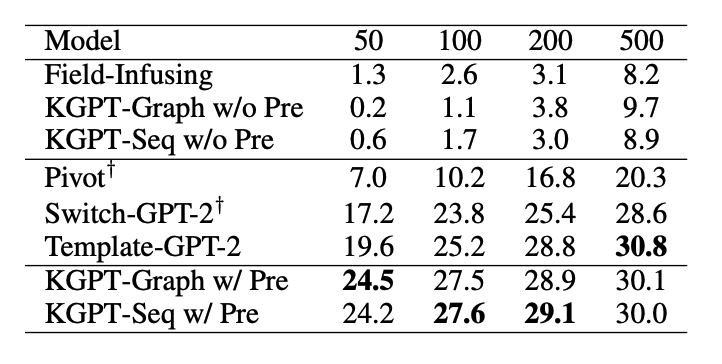 Model 50 100 200 500
Field-Infusing 1.3 2.6 3.1 8.2
KGPT-Graph w/o Pre 0.2 1.1 3.8 9.7
KGPT-Seq w/o Pre 0.6 1.7 3.0 8.9
Pivot† 7.0 10.2 16.8 20.3
Switch-GPT-2† 17.2 23.8 25.4 28.6
Template-GPT-2 19.6 25.2 28.8 30.8
KGPT-Graph w/ Pre 24.5 27.5 28.9 30.1
KGPT-Seq w/ Pre 24.2 27.6 29.1 30.0